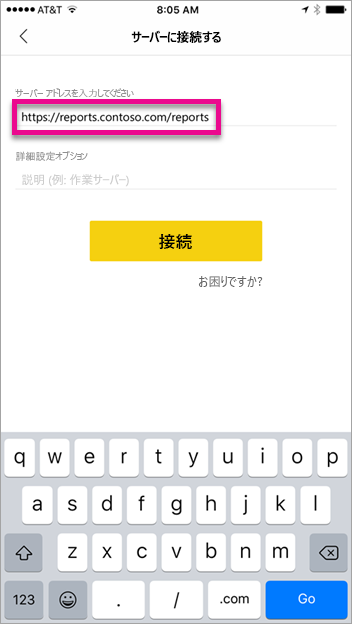 AT&T 8:05 AM
サーバーに接続する
サーバー アドレスを入力してください
https://reports.contoso.com/reports
詳細設定オプション
説明 (例: 作業サーバー)
接続
お困りですか?
q w e r t y u i o p
a s d f g h j k l
z x c v b n m
123 . / .com Go